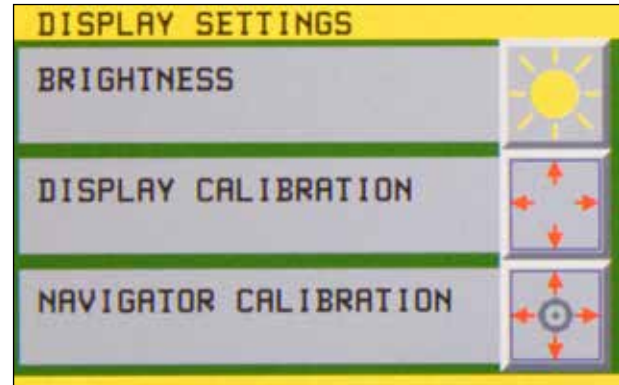 DISPLAY SETTINGS
BRIGHTNESS
DISPLAY CALIBRATION
NAVIGATOR CALIBRATION